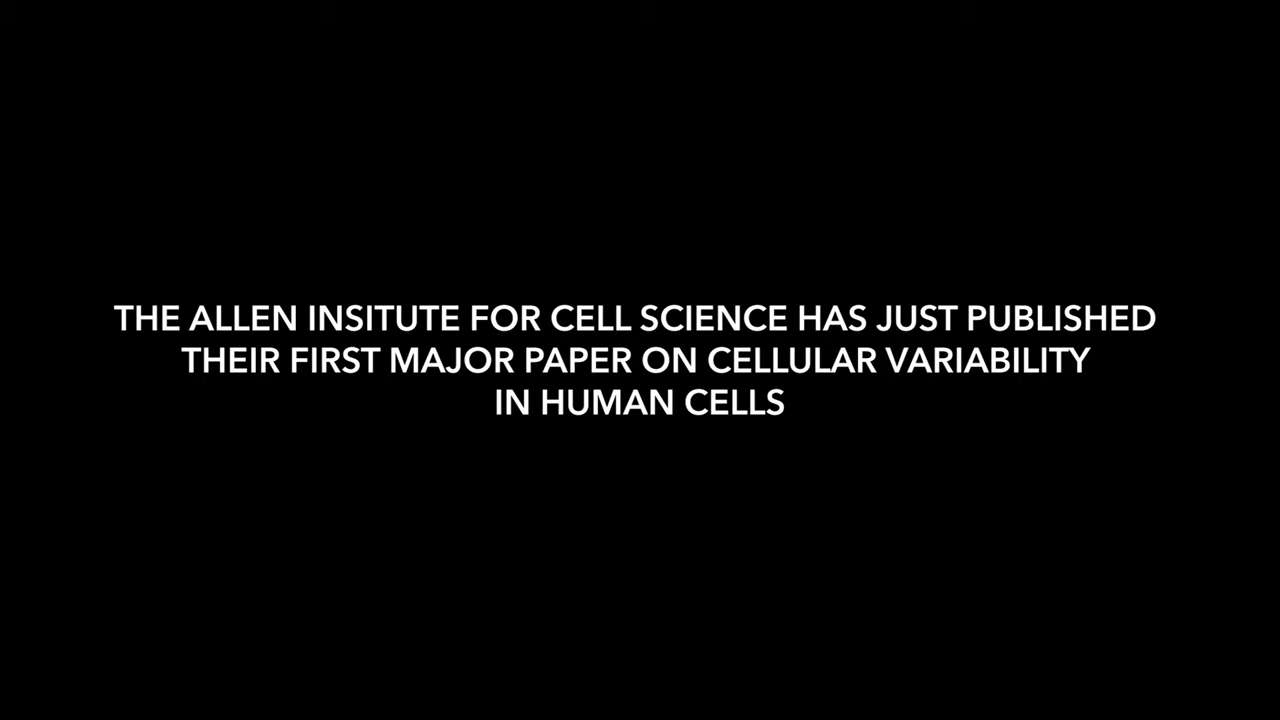 THE ALLEN INSITUTE FOR CELL SCIENCE HAS JUST PUBLISHED
THEIR FIRST MAJOR PAPER ON CELLULAR VARIABILITY
IN HUMAN CELLS